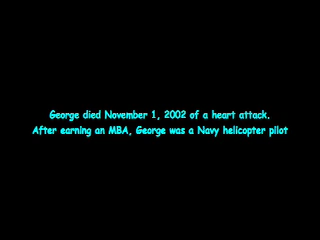 George died November 1, 2002 of a heart attack.
After earning an MBA, George was a Navy helicopter pilot